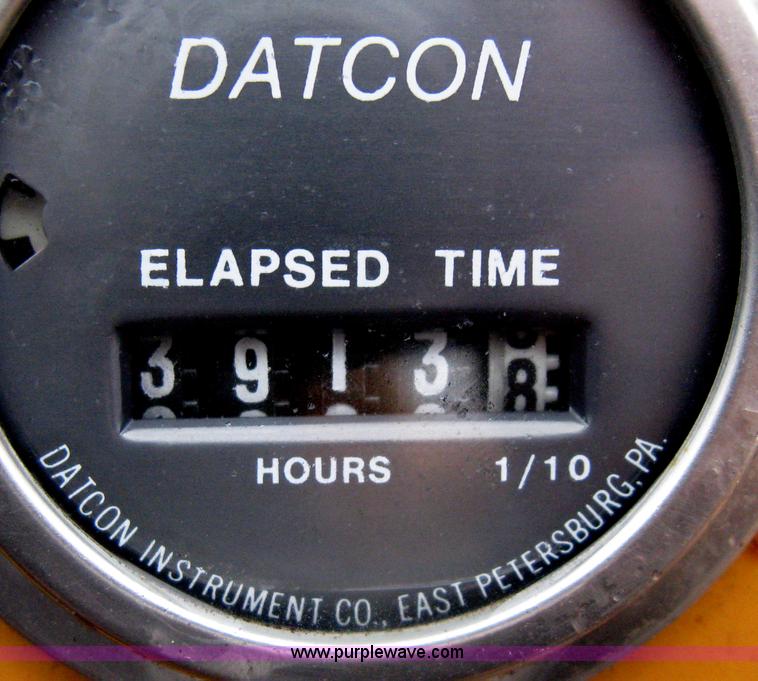 DATCON
ELAPSED TIME
3 9 1 3 8
HOURS 1/10
DATCON INSTRUMENT CO., EAST PETERSBURG, PA.
www.purplewave.com